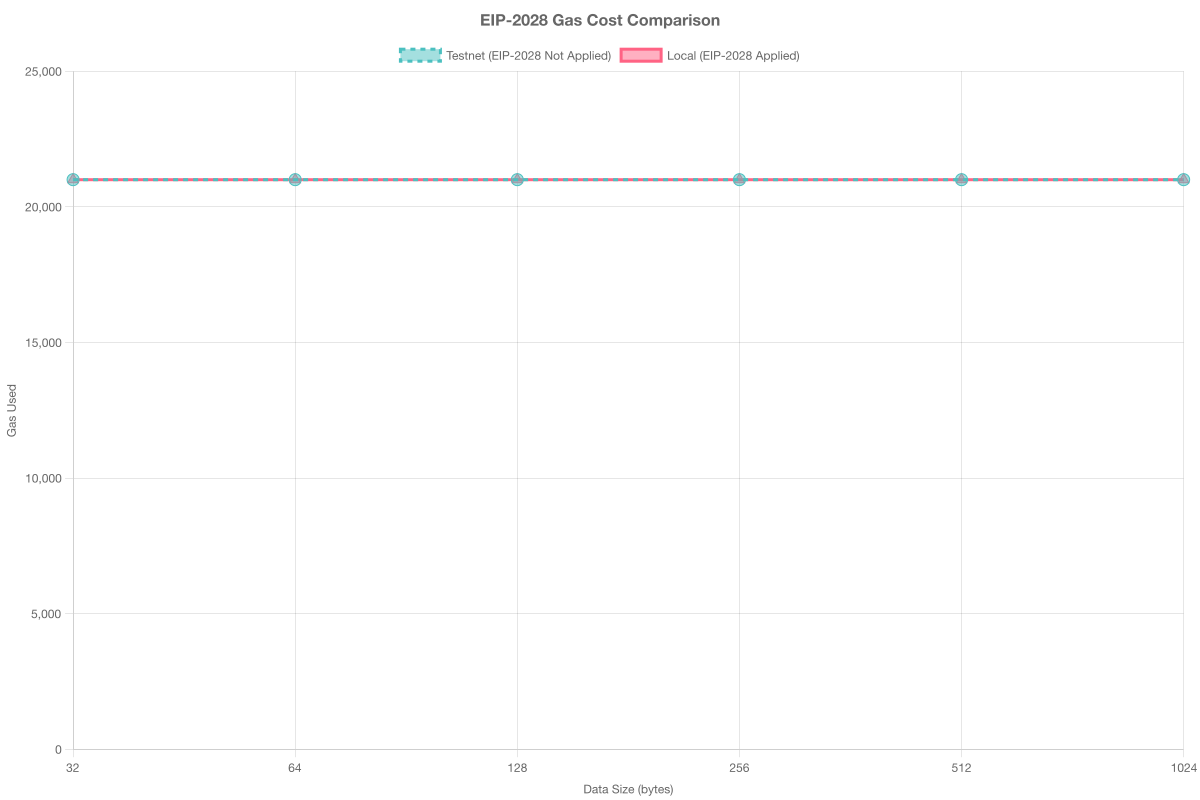 EIP-2028 Gas Cost Comparison
Testnet (EIP-2028 Not Applied) Local (EIP-2028 Applied)
25,000
20,000
15,000
10,000
5,000
0
Gas Used
32 64 128 256 512 1024
Data Size (bytes)